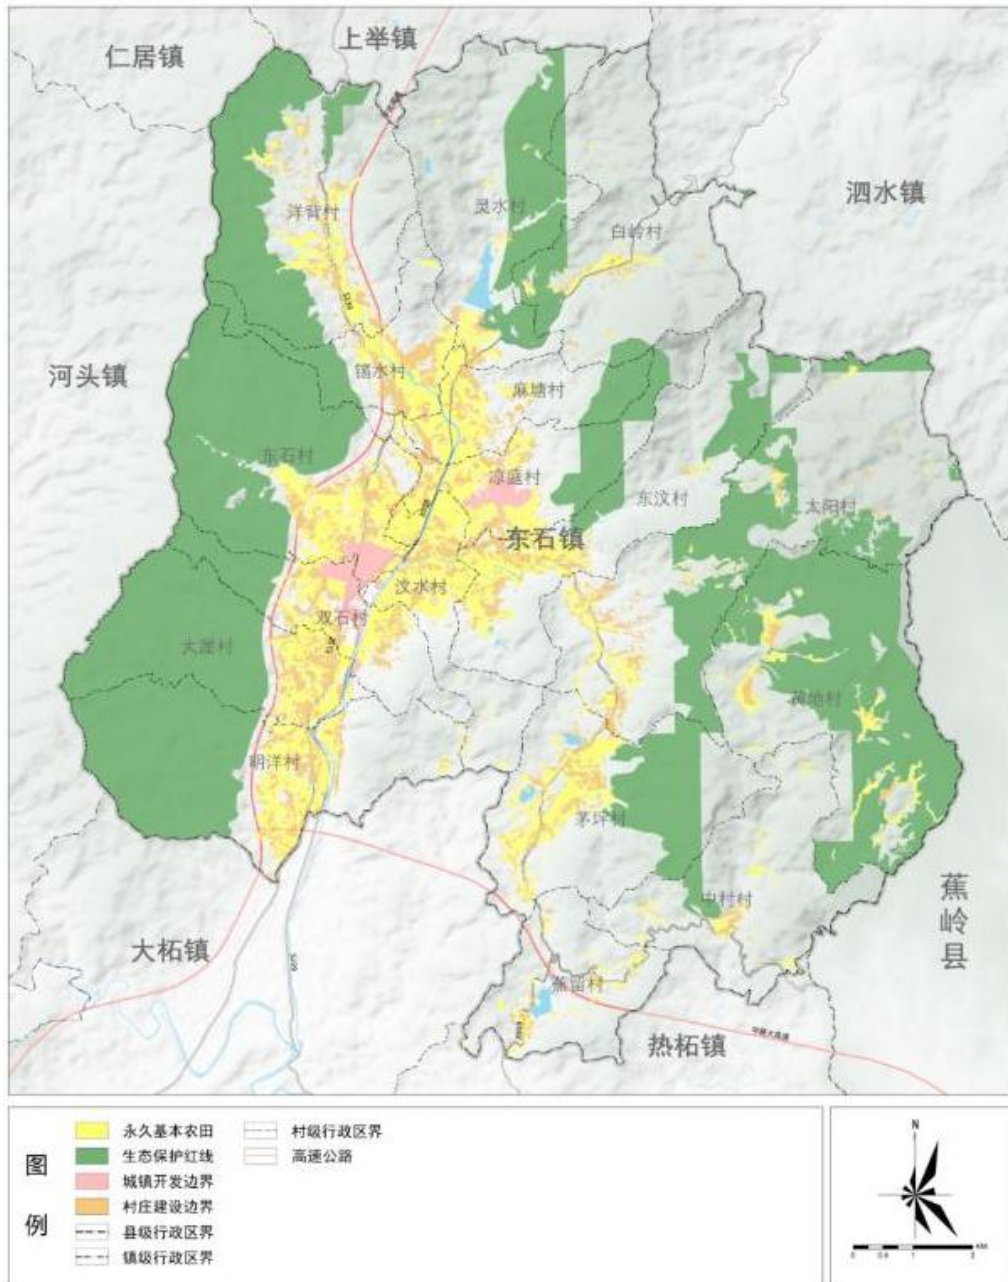 上举镇
仁居镇
泗水镇
洋背村
灵水村
白岭村
河头镇
锡水村
麻塘村
东石村
凉庭村
东汶村
太阳村
东石镇
汶水村
双石村
大屋村
明洋村
茅坪村
中村村
蕉岭县
大柘镇
蕉留村
热柘镇
图例
永久基本农田
村级行政区界
生态保护红线
高速公路
城镇开发边界
村庄建设边界
县级行政区界
镇级行政区界
N